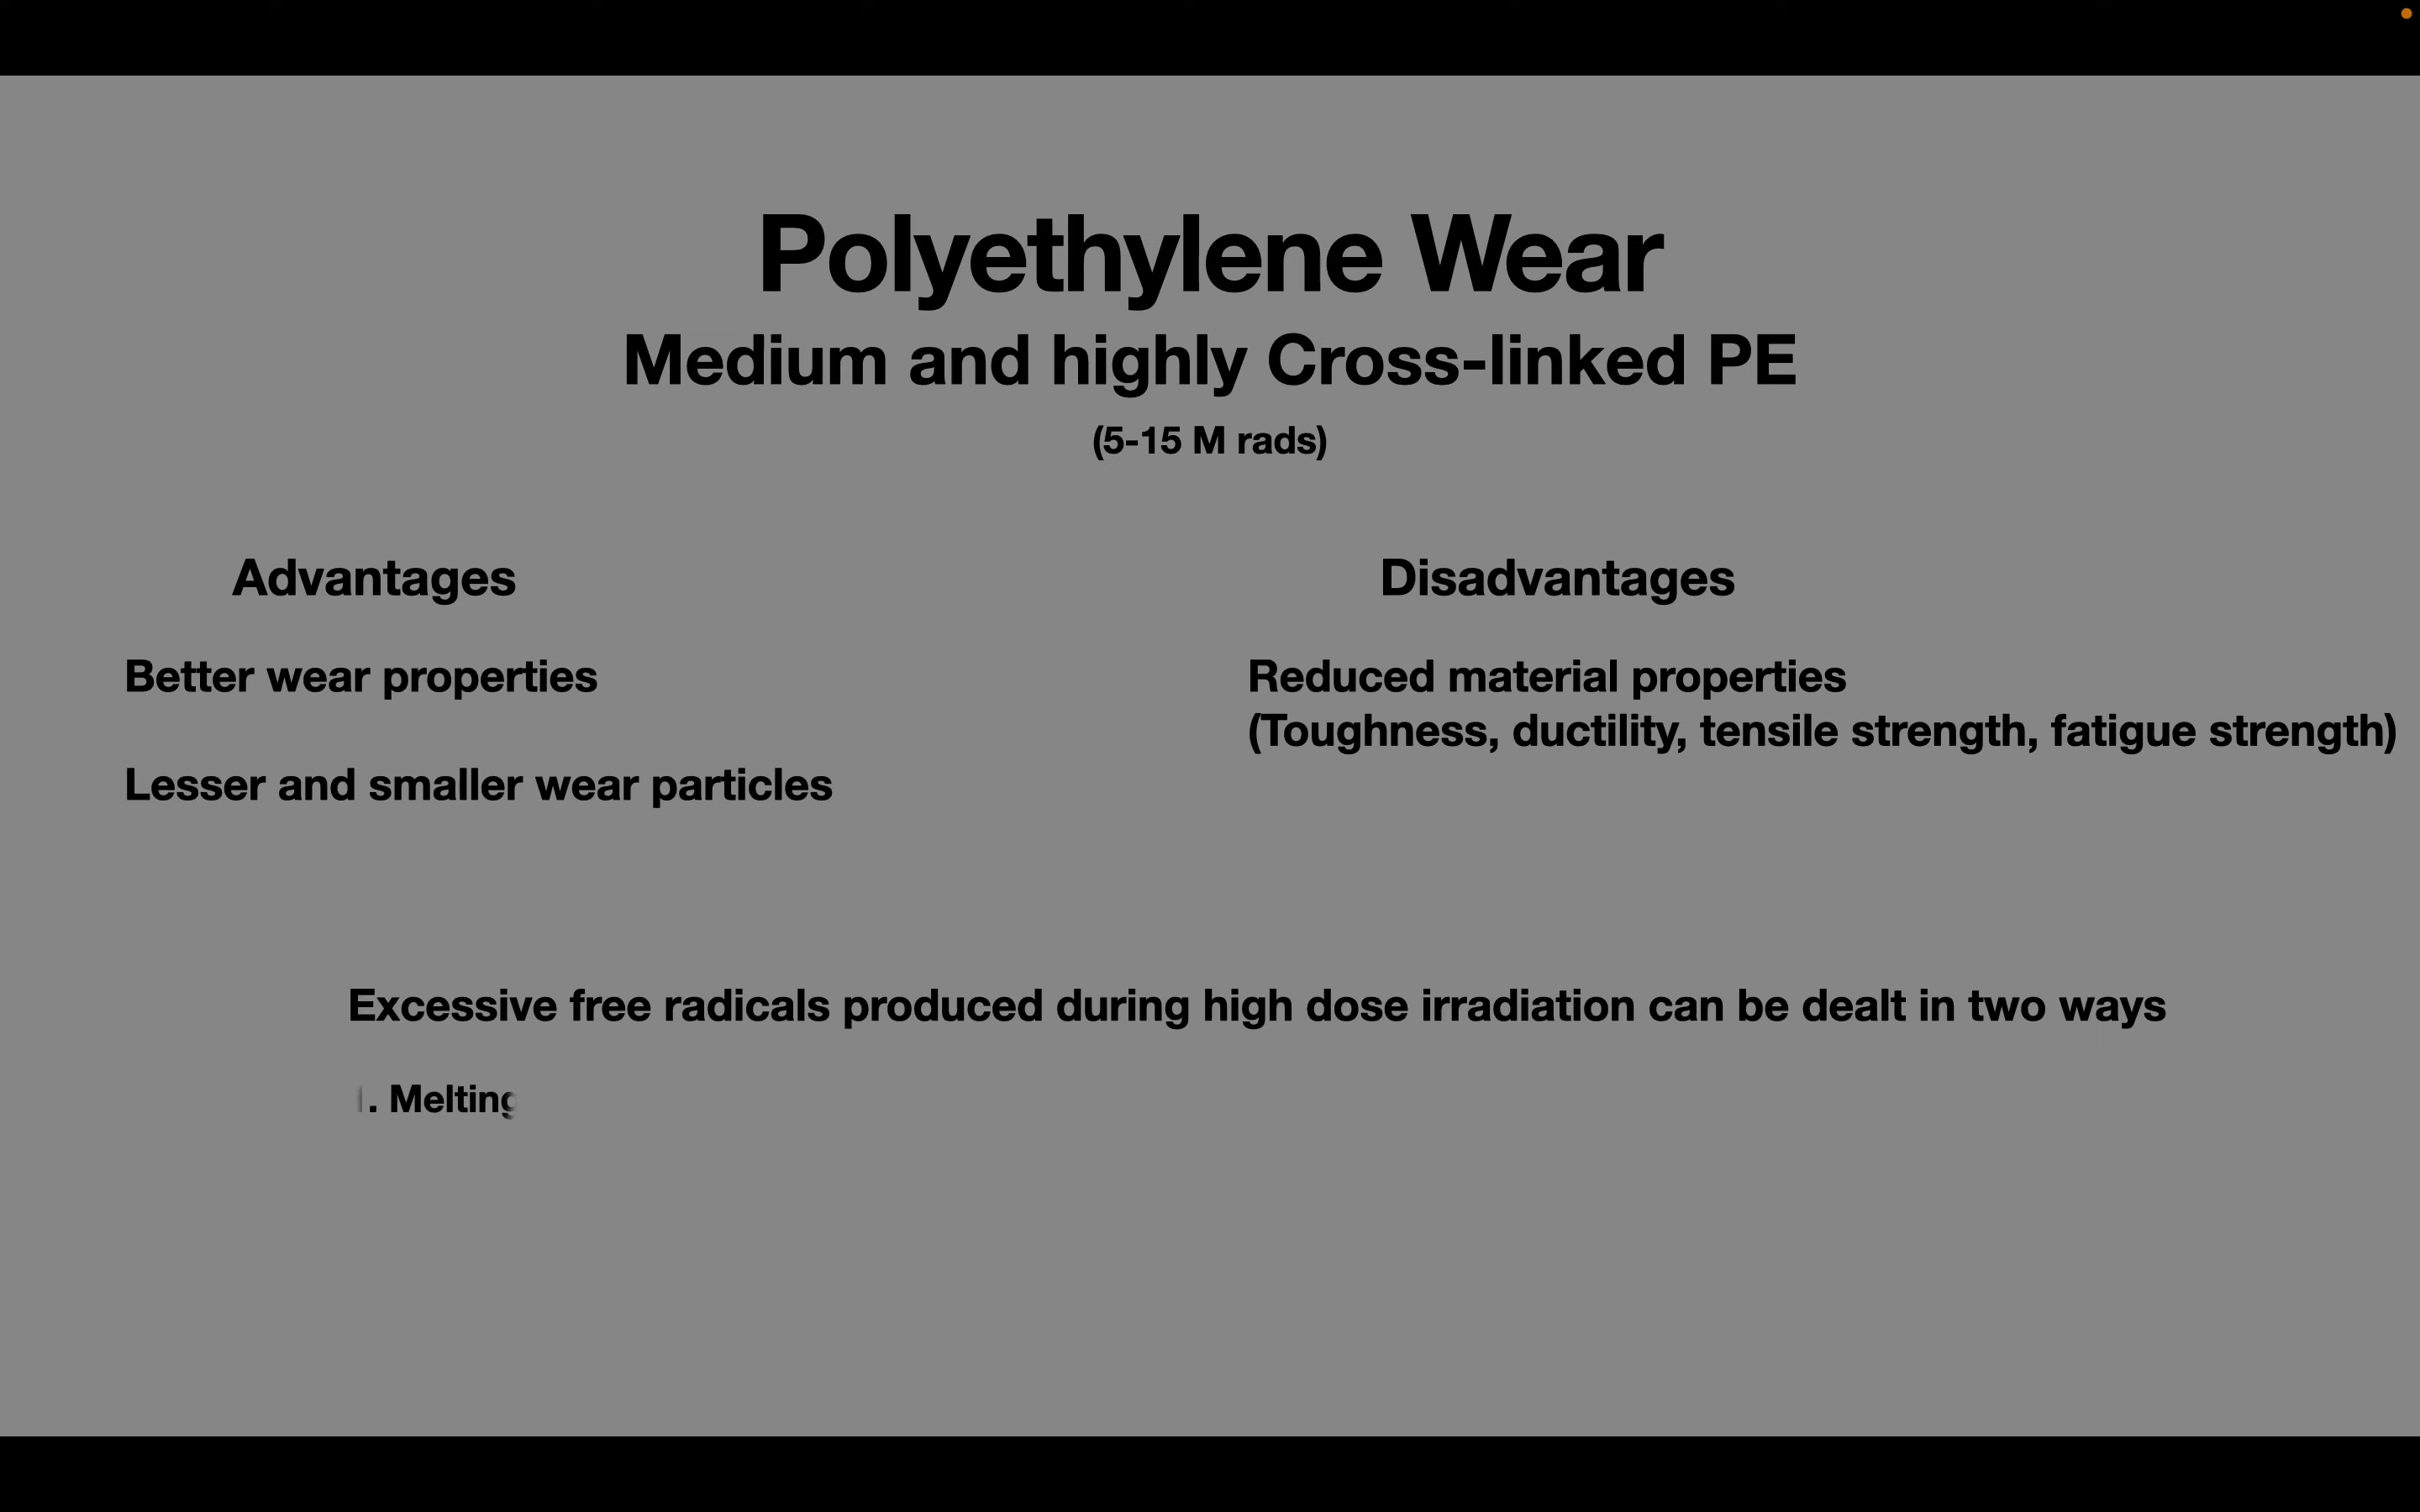 Polyethylene Wear
Medium and highly Cross-linked PE
(5-15 M rads)
Advantages
Disadvantages
Better wear properties
Reduced material properties
(Toughness, ductility, tensile strength, fatigue strength)
Lesser and smaller wear particles
Excessive free radicals produced during high dose irradiation can be dealt in two ways
1. Melting